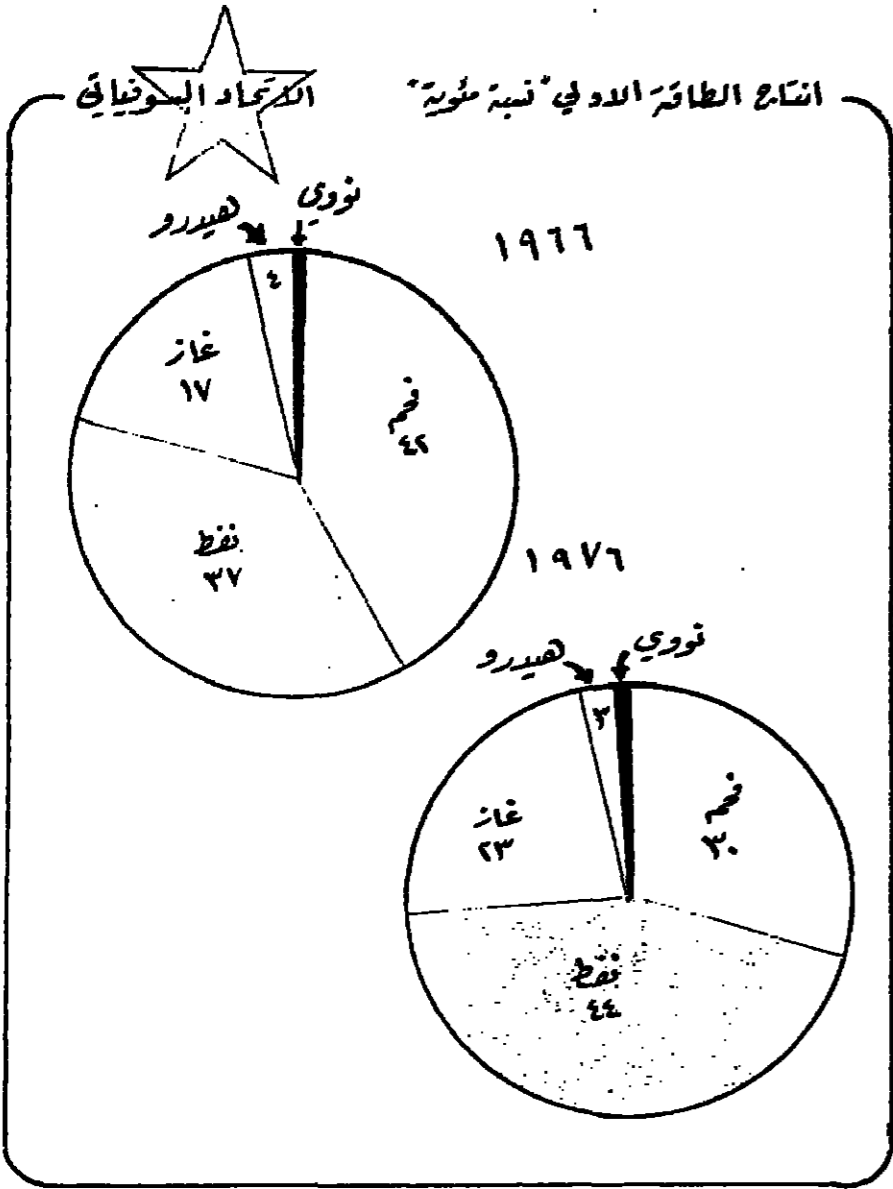 انتاج الطاقة الاولي "نسبة مئوية"
الاتحاد السوفياتي
١٩٦٦
نووي
هيدرو
٤
غاز
١٧
فحم
٤٢
نفط
٣٧
١٩٧٦
نووي
هيدرو
٣
غاز
٢٣
فحم
٣٠
نفط
٤٤